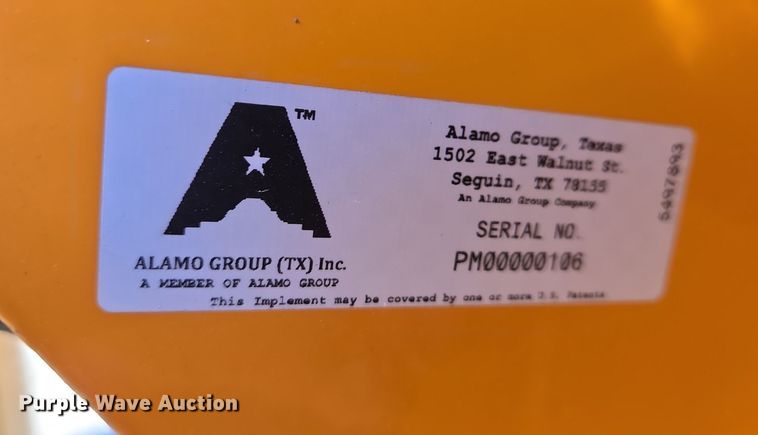 TM
ALAMO GROUP (TX) Inc.
A MEMBER OF ALAMO GROUP
Alamo Group, Texas
1502 East Walnut St.
Seguin, TX 78155
An Alamo Group Company
SERIAL NO.
PM00000106
This Implement may be covered by one or more U.S. Patents
Purple Wave Auction